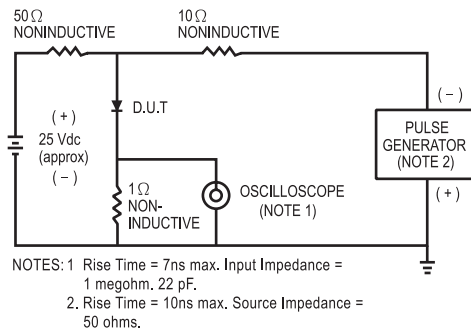 50Ω
NONINDUCTIVE
10Ω
NONINDUCTIVE
(+)
25 Vdc
(approx)
(−)
D.U.T
1Ω
NON-
INDUCTIVE
OSCILLOSCOPE
(NOTE 1)
(−)
PULSE
GENERATOR
(NOTE 2)
(+)
NOTES: 1 Rise Time = 7ns max. Input Impedance =
1 megohm. 22 pF.
2. Rise Time = 10ns max. Source Impedance =
50 ohms.